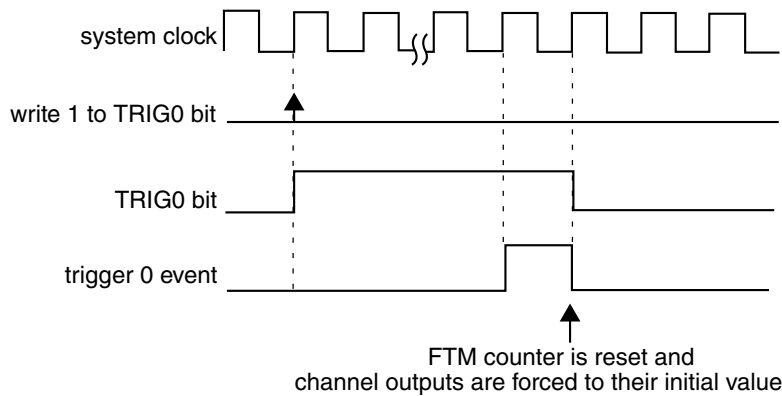 system clock
write 1 to TRIG0 bit
TRIG0 bit
trigger 0 event
FTM counter is reset and
channel outputs are forced to their initial value